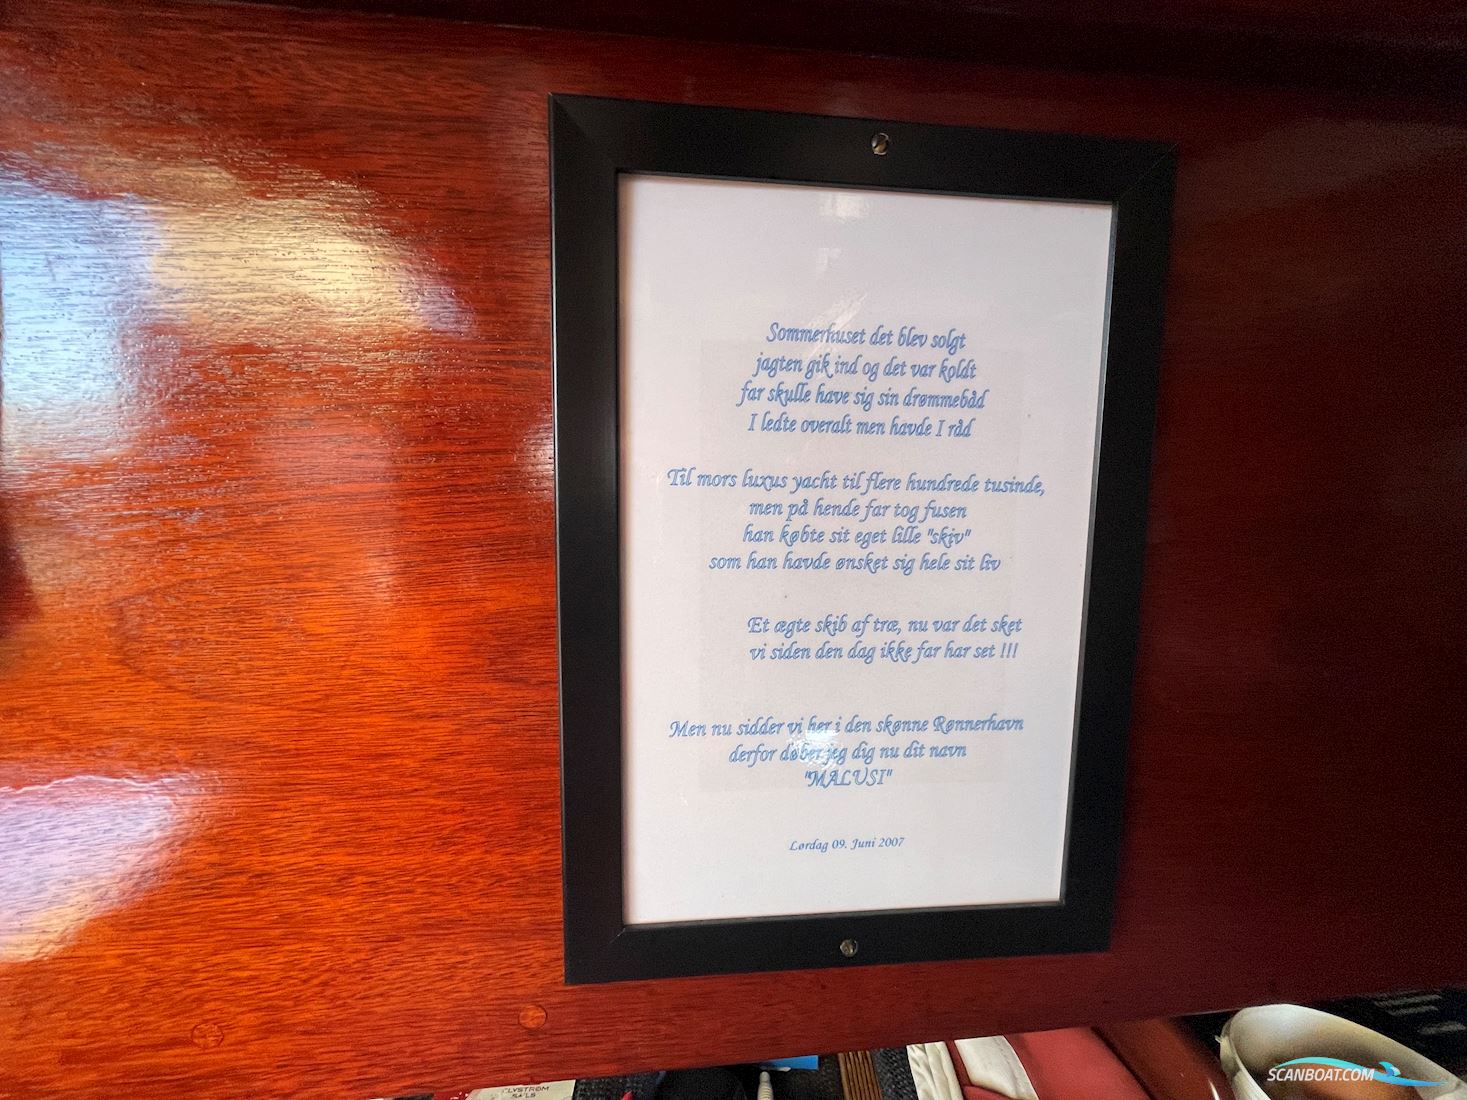 Sommerhuset det blev solgt
jagten gik ind og det var koldt
far skulle have sig sin drømmebåd
I ledte overalt men havde I råd
Til mors luxus yacht til flere hundrede tusinde,
men på hende far tog fusen
han købte sit eget lille "skiv"
som han havde ønsket sig hele sit liv
Et ægte skib af træ, nu var det sket
vi siden den dag ikke far har set !!!
Men nu sidder vi her i den skønne Rønnerhavn
derfor døber jeg dig nu dit navn
"MALUSI"
Lørdag 09. Juni 2007
SCANBOAT.COM